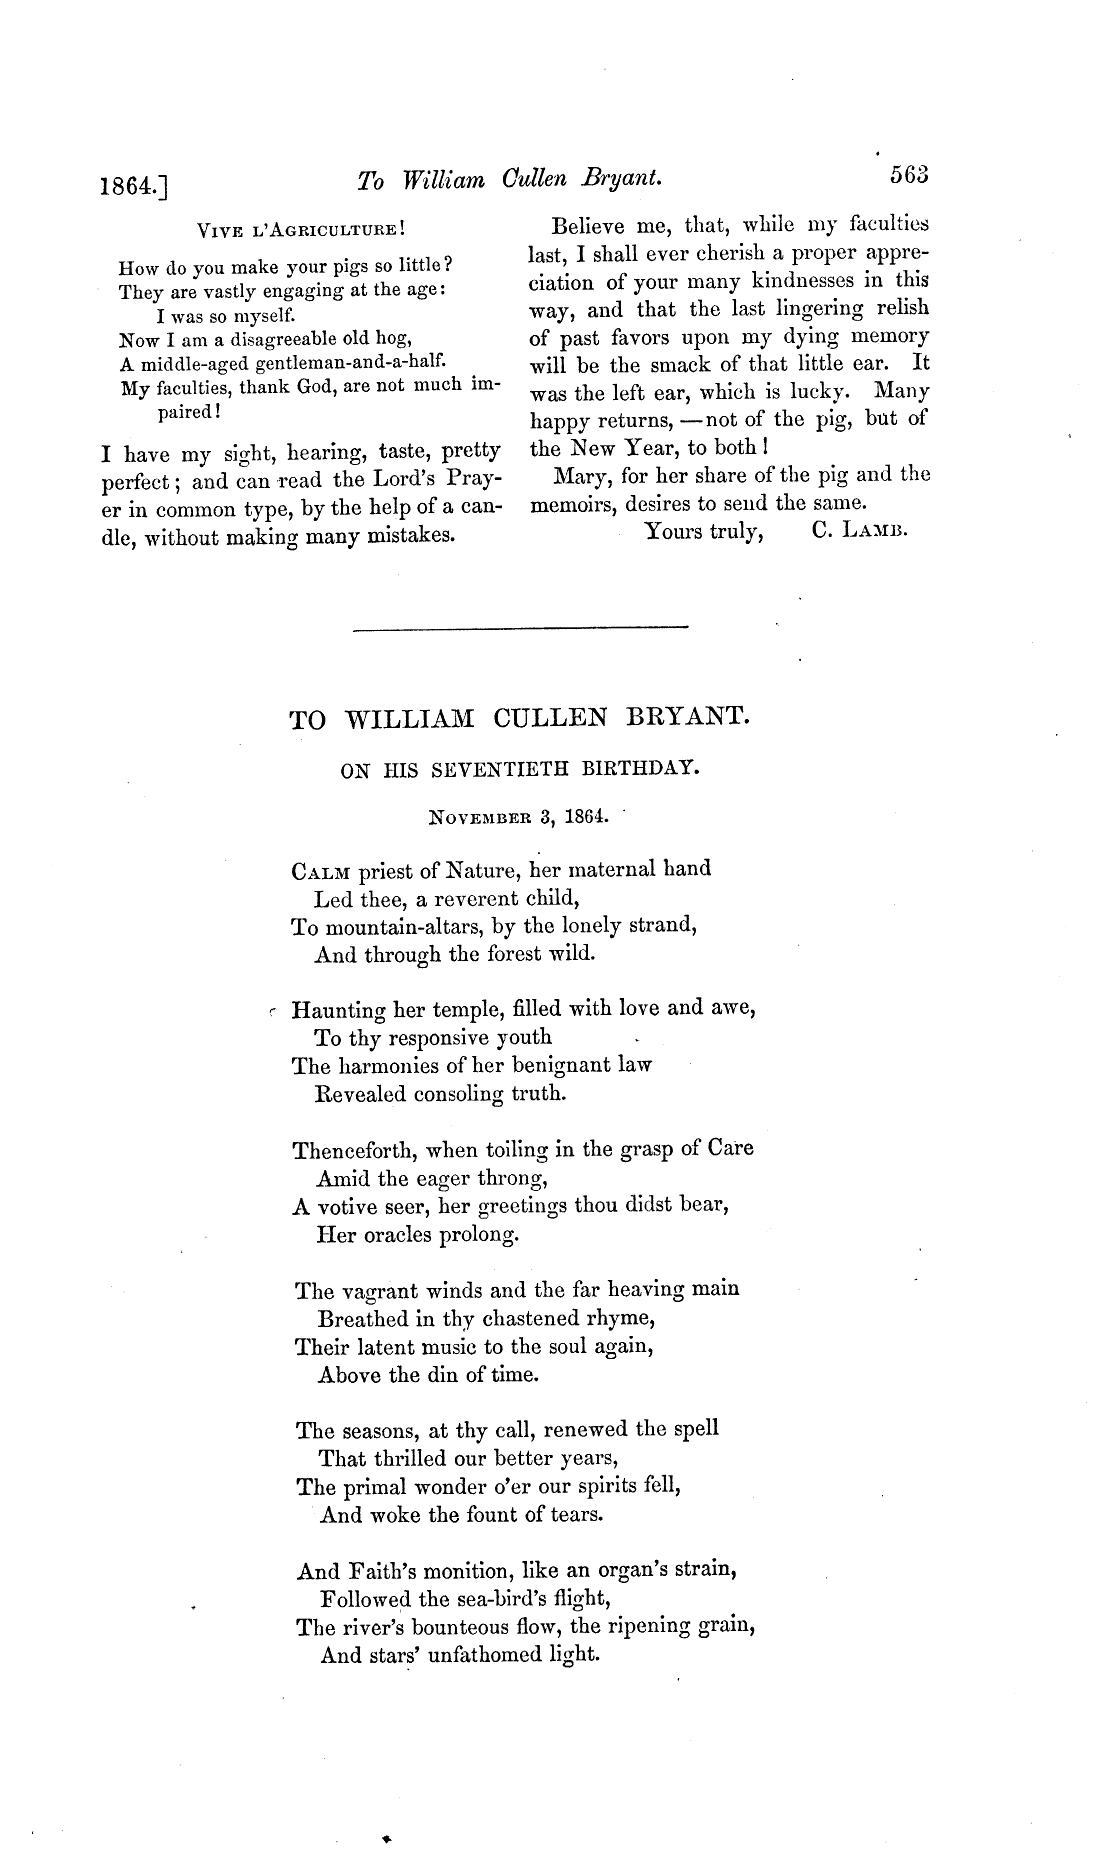 1864.] To William Cullen Bryant. 563
VIVE L'AGRICULTURE!
How do you make your pigs so little?
They are vastly engaging at the age:
I was so myself.
Now I am a disagreeable old hog,
A middle-aged gentleman-and-a-half.
My faculties, thank God, are not much im-
paired!
I have my sight, hearing, taste, pretty
perfect; and can read the Lord's Pray-
er in common type, by the help of a can-
dle, without making many mistakes.
Believe me, that, while my faculties
last, I shall ever cherish a proper appre-
ciation of your many kindnesses in this
way, and that the last lingering relish
of past favors upon my dying memory
will be the smack of that little ear. It
was the left ear, which is lucky. Many
happy returns, — not of the pig, but of
the New Year, to both!
Mary, for her share of the pig and the
memoirs, desires to send the same.
Yours truly, C. LAMB.
TO WILLIAM CULLEN BRYANT.
ON HIS SEVENTIETH BIRTHDAY.
NOVEMBER 3, 1864.
CALM priest of Nature, her maternal hand
Led thee, a reverent child,
To mountain-altars, by the lonely strand,
And through the forest wild.
Haunting her temple, filled with love and awe,
To thy responsive youth
The harmonies of her benignant law
Revealed consoling truth.
Thenceforth, when toiling in the grasp of Care
Amid the eager throng,
A votive seer, her greetings thou didst bear,
Her oracles prolong.
The vagrant winds and the far heaving main
Breathed in thy chastened rhyme,
Their latent music to the soul again,
Above the din of time.
The seasons, at thy call, renewed the spell
That thrilled our better years,
The primal wonder o'er our spirits fell,
And woke the fount of tears.
And Faith's monition, like an organ's strain,
Followed the sea-bird's flight,
The river's bounteous flow, the ripening grain,
And stars' unfathomed light.